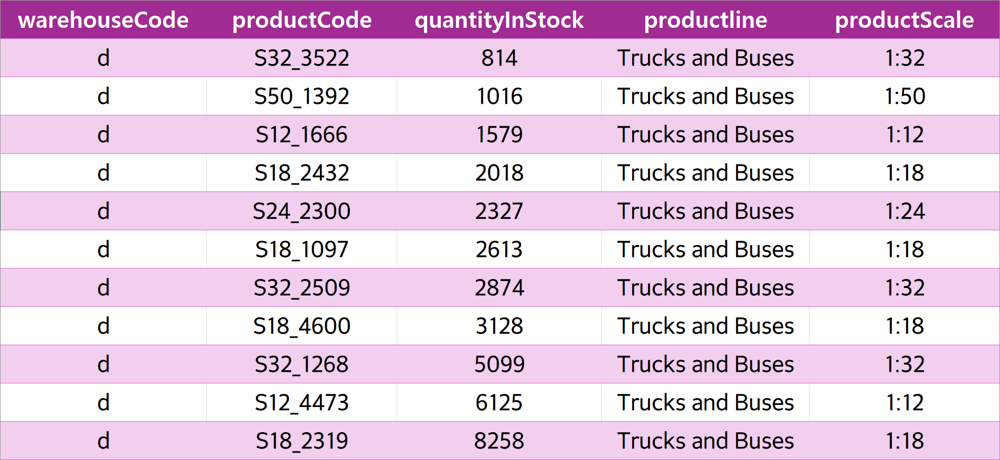 warehouseCode productCode quantityInStock productline productScale
d S32_3522 814 Trucks and Buses 1:32
d S50_1392 1016 Trucks and Buses 1:50
d S12_1666 1579 Trucks and Buses 1:12
d S18_2432 2018 Trucks and Buses 1:18
d S24_2300 2327 Trucks and Buses 1:24
d S18_1097 2613 Trucks and Buses 1:18
d S32_2509 2874 Trucks and Buses 1:32
d S18_4600 3128 Trucks and Buses 1:18
d S32_1268 5099 Trucks and Buses 1:32
d S12_4473 6125 Trucks and Buses 1:12
d S18_2319 8258 Trucks and Buses 1:18